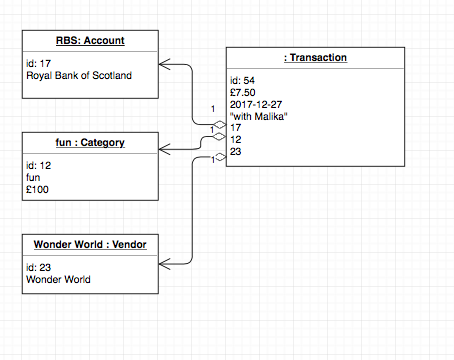 RBS: Account
id: 17
Royal Bank of Scotland
: Transaction
id: 54
£7.50
2017-12-27
"with Malika"
17
12
23
1
1
1
fun : Category
id: 12
fun
£100
Wonder World : Vendor
id: 23
Wonder World